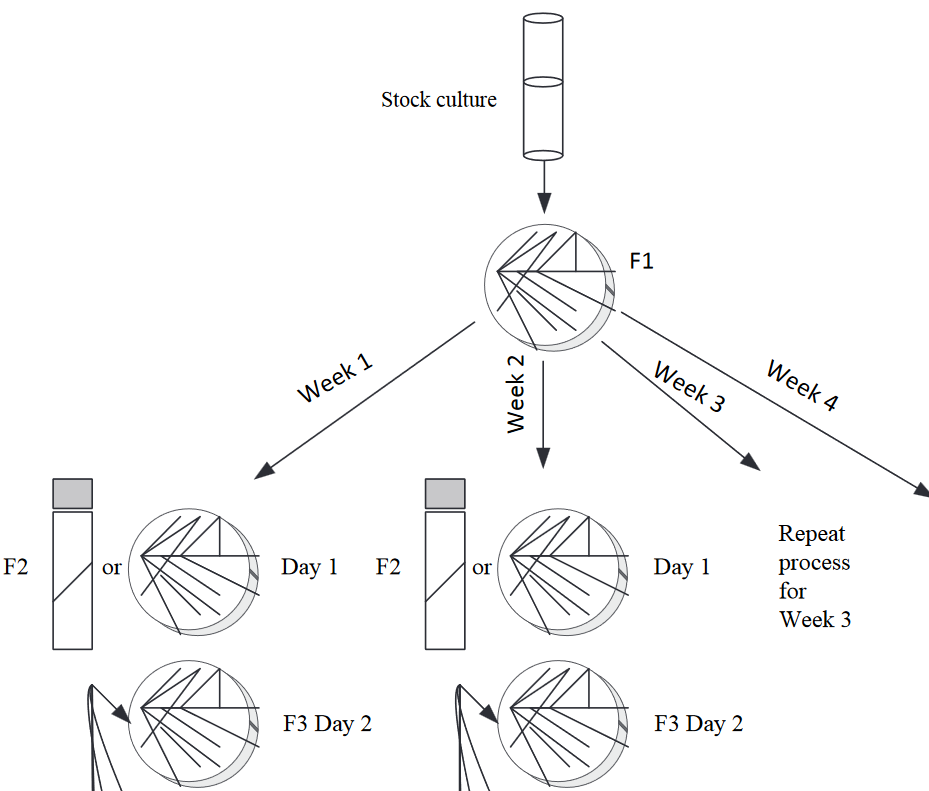 Stock culture
F1
Week 1
Week 2
Week 3
Week 4
F2
or
Day 1
F2
or
Day 1
Repeat
process
for
Week 3
F3 Day 2
F3 Day 2